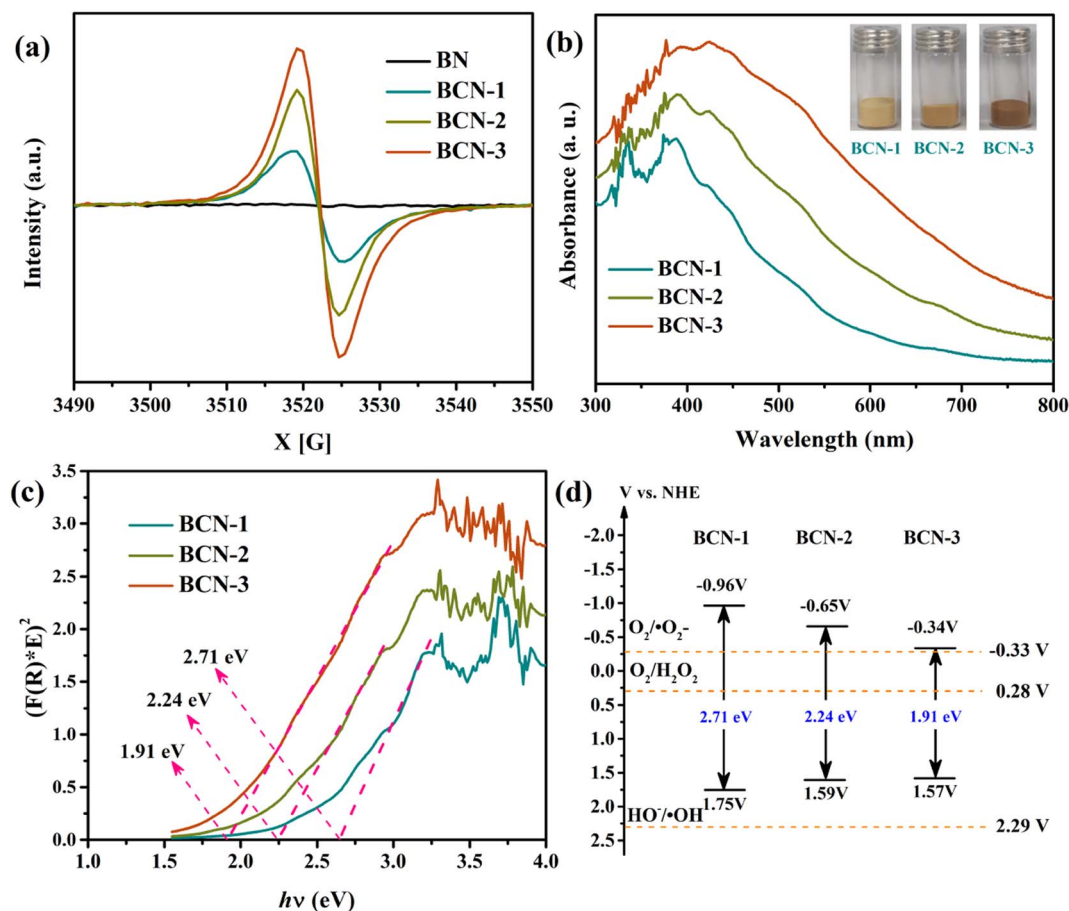 (a)
BN
BCN-1
BCN-2
BCN-3
Intensity (a.u.)
3490 3500 3510 3520 3530 3540 3550
X [G]
(b)
BCN-1 BCN-2 BCN-3
BCN-1
BCN-2
BCN-3
Absorbance (a. u.)
300 400 500 600 700 800
Wavelength (nm)
(c)
3.5
3.0
2.5
2.0
1.5
1.0
0.5
0.0
BCN-1
BCN-2
BCN-3
2.71 eV
2.24 eV
1.91 eV
(F(R)*E)²
1.0 1.5 2.0 2.5 3.0 3.5 4.0
hν (eV)
(d)
V vs. NHE
-2.0
-1.5
-1.0
-0.5
0.0
0.5
1.0
1.5
2.0
2.5
BCN-1 BCN-2 BCN-3
-0.96V
-0.65V
-0.34V
O₂/•O₂-
-0.33 V
O₂/H₂O₂
0.28 V
2.71 eV 2.24 eV 1.91 eV
1.75V
1.59V
1.57V
HO⁻/•OH
2.29 V